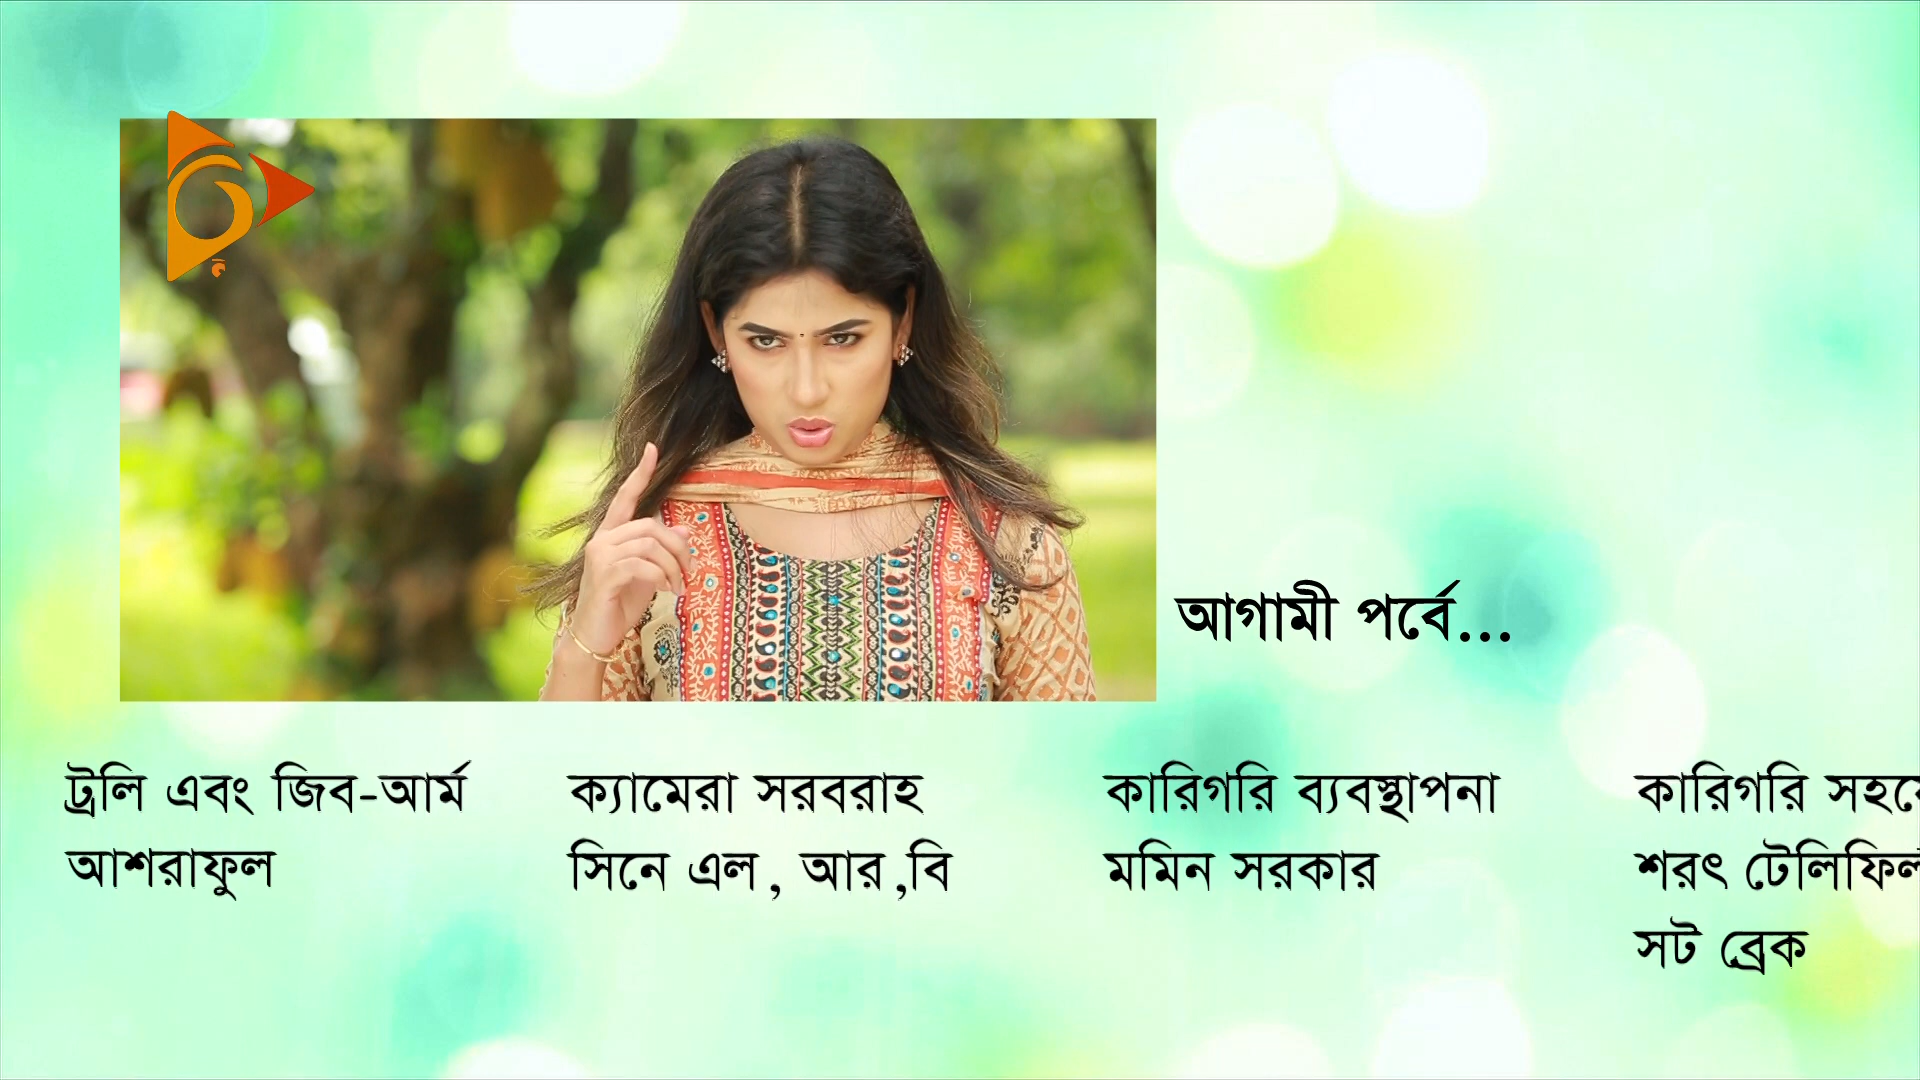 আগামী পর্বে...
ট্রলি এবং জিব-আর্ম
আশরাফুল
ক্যামেরা সরবরাহ
সিনে এল, আর,বি
কারিগরি ব্যবস্থাপনা
মমিন সরকার
কারিগরি
শরৎ
সট ব্রেক